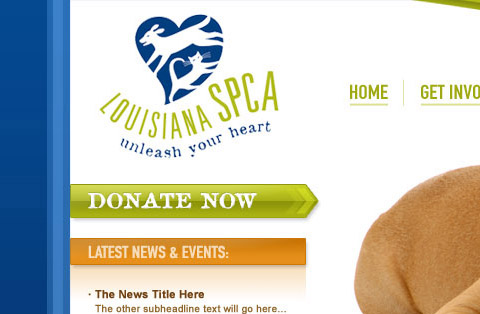 LOUISIANA SPCA
unleash your heart
HOME
GET INVO
DONATE NOW
LATEST NEWS & EVENTS:
· The News Title Here
The other subheadline text will go here...